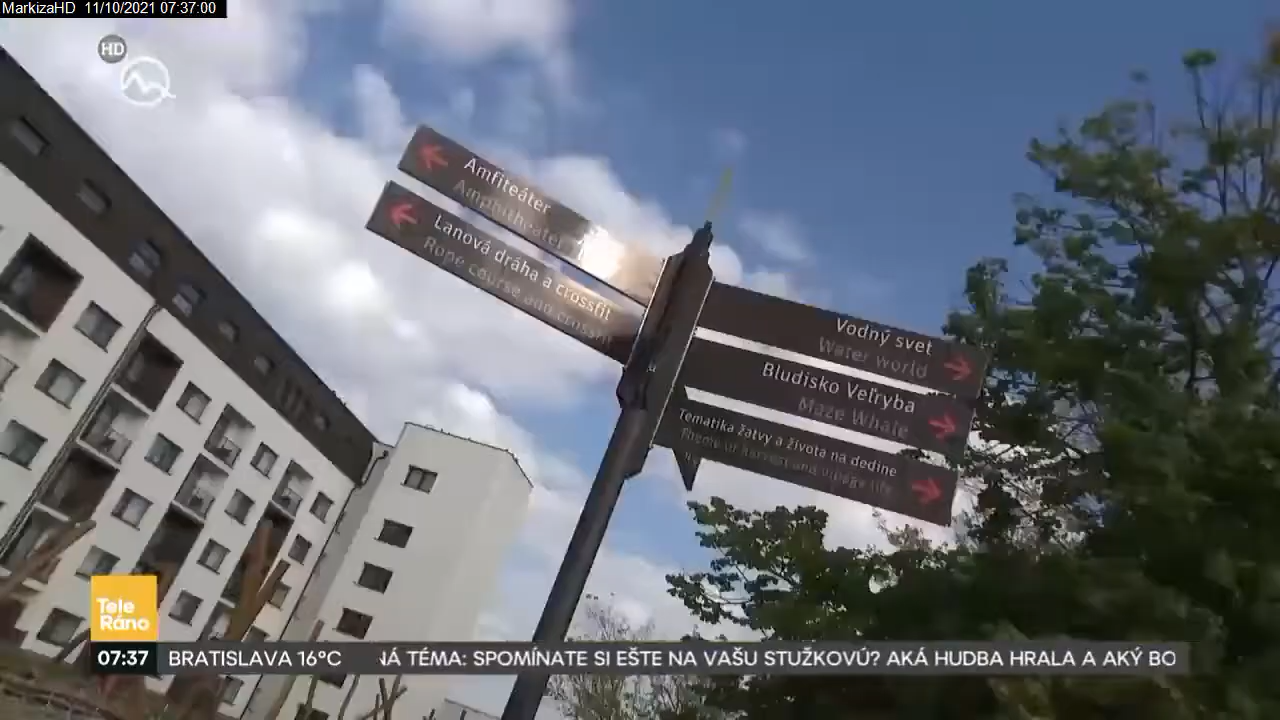 MarkizaHD 11/10/2021 07:37:00
HD
Amfiteáter
Amphitheater
Lanová dráha a crossfit
Rope course and crossfit
Vodný svet
Water world
Bludisko Veľryba
Maze Whale
Tematika žatvy a života na dedine
Theme of harvest and village life
Tele
Ráno
07:37 BRATISLAVA 16°C NÁ TÉMA: SPOMÍNATE SI EŠTE NA VAŠU STUŽKOVÚ? AKÁ HUDBA HRALA A AKÝ BO